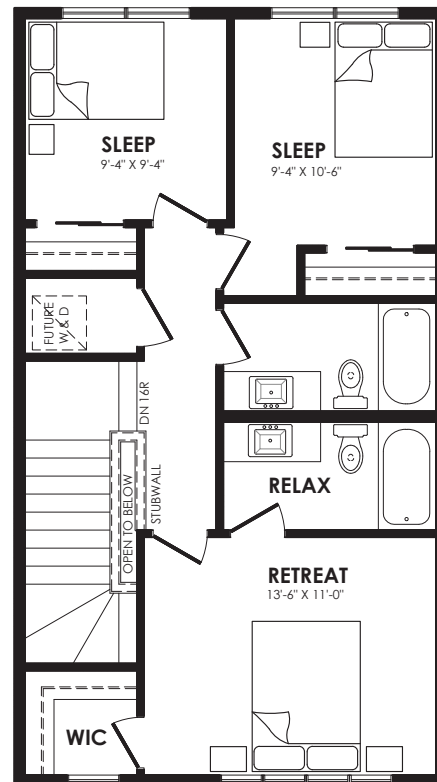 SLEEP
9'-4" X 9'-4"
SLEEP
9'-4" X 10'-6"
FUTURE
W & D
DN 16R
STUBWALL
OPEN TO BELOW
RELAX
RETREAT
13'-6" X 11'-0"
WIC